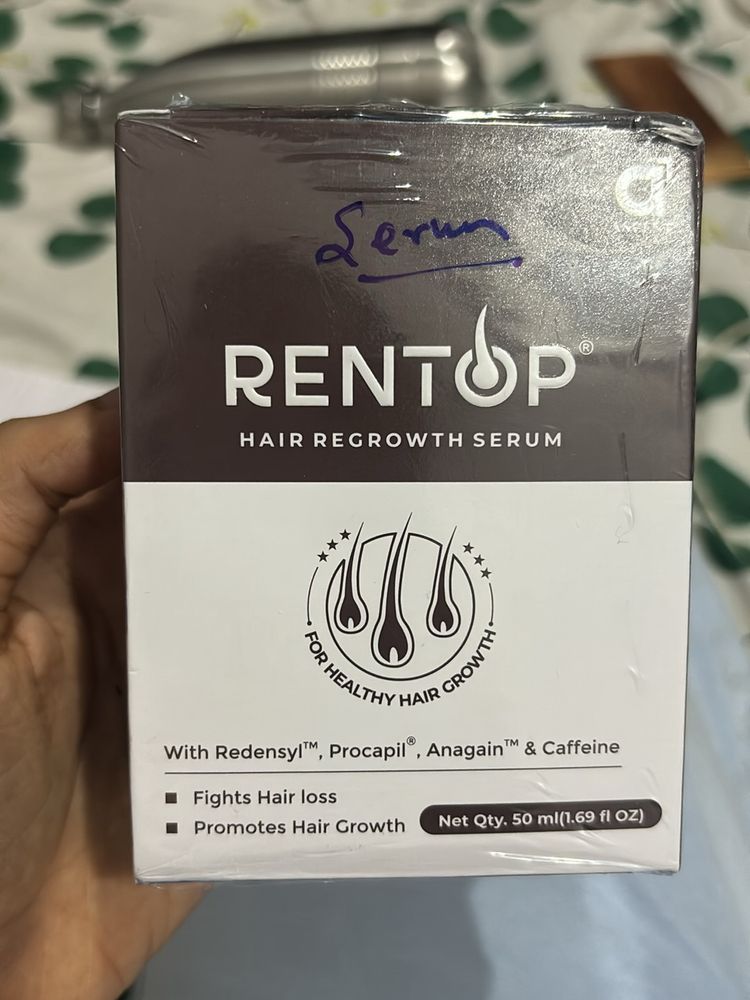 Serum
RENTOP®
HAIR REGROWTH SERUM
FOR HEALTHY HAIR GROWTH
With Redensyl™, Procapil®, Anagain™ & Caffeine
■ Fights Hair loss
■ Promotes Hair Growth
Net Qty. 50 ml(1.69 fl OZ)